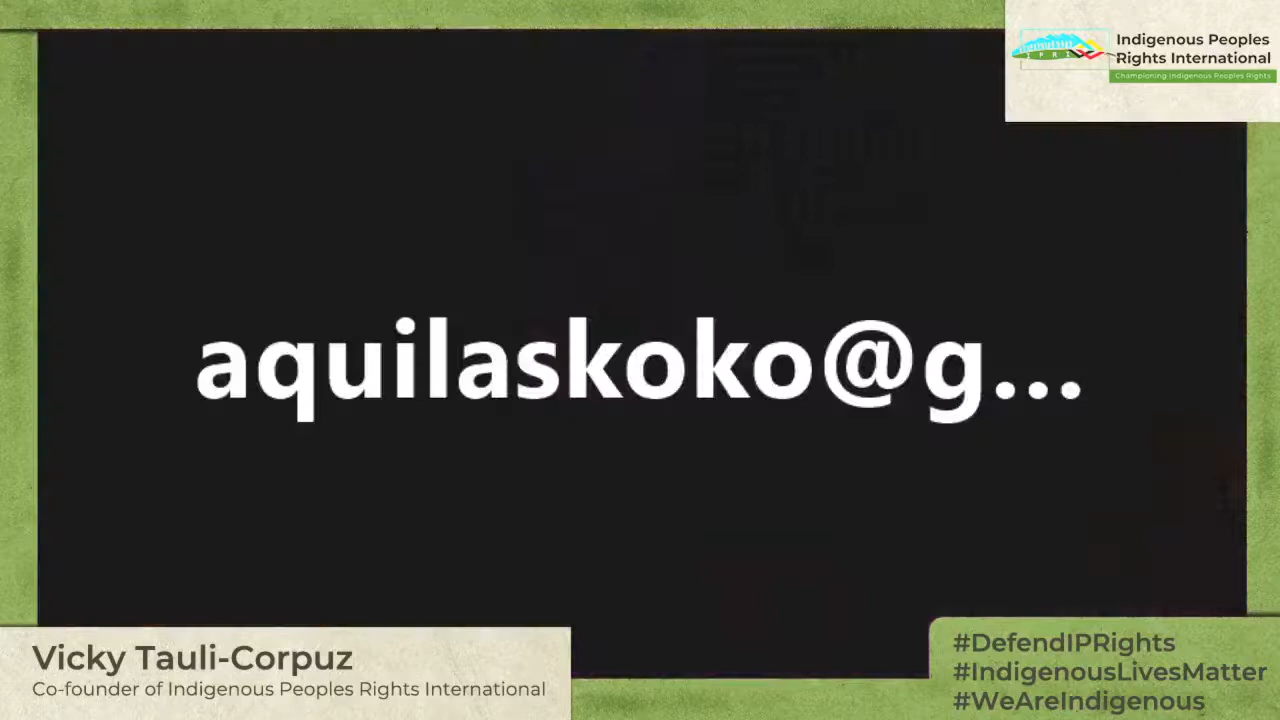 Indigenous Peoples
Rights International
IPRI
Championing Indigenous Peoples Rights
aquilaskoko@g...
Vicky Tauli-Corpuz
Co-founder of Indigenous Peoples Rights International
#DefendIPRights
#IndigenousLivesMatter
#WeAreIndigenous